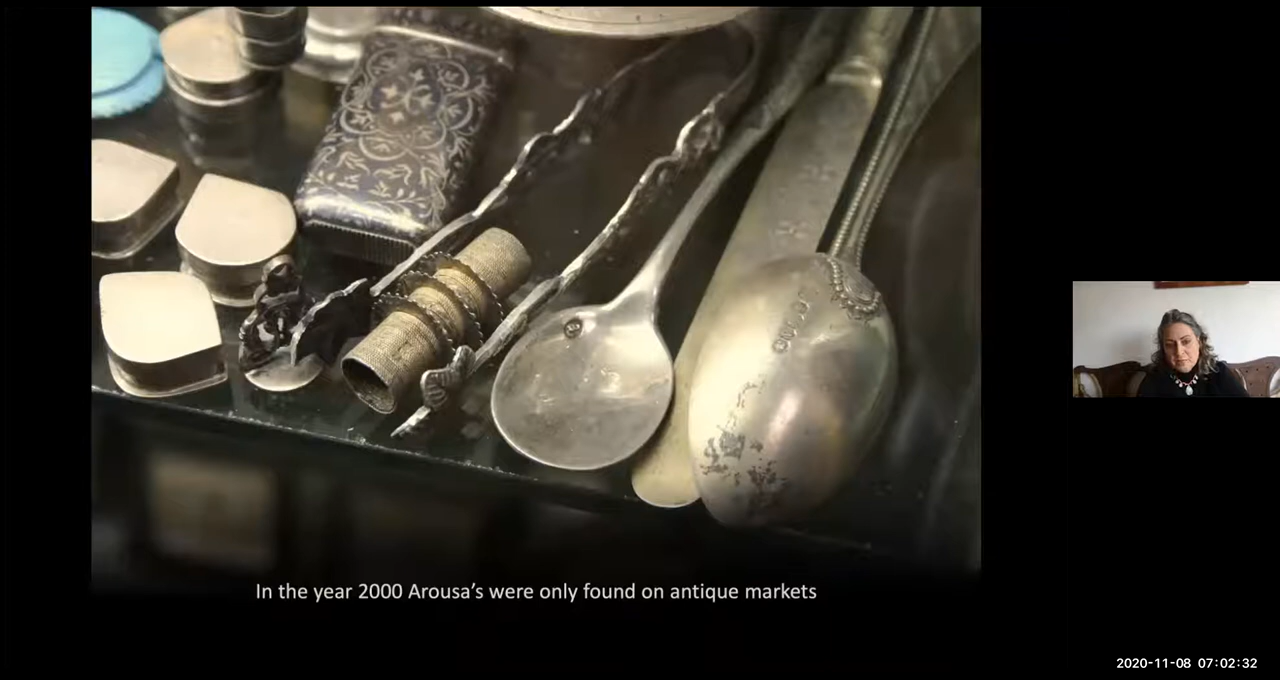 In the year 2000 Arousa's were only found on antique markets
2020-11-08 07:02:32